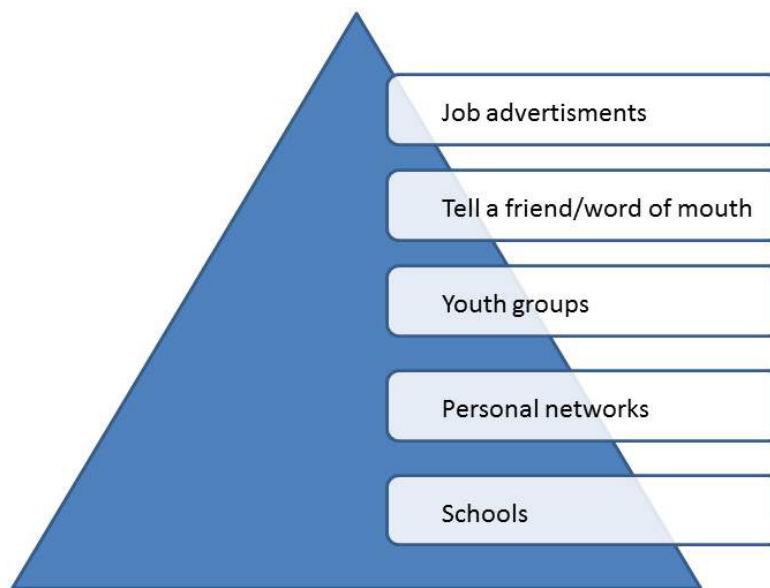 Job advertisments
Tell a friend/word of mouth
Youth groups
Personal networks
Schools